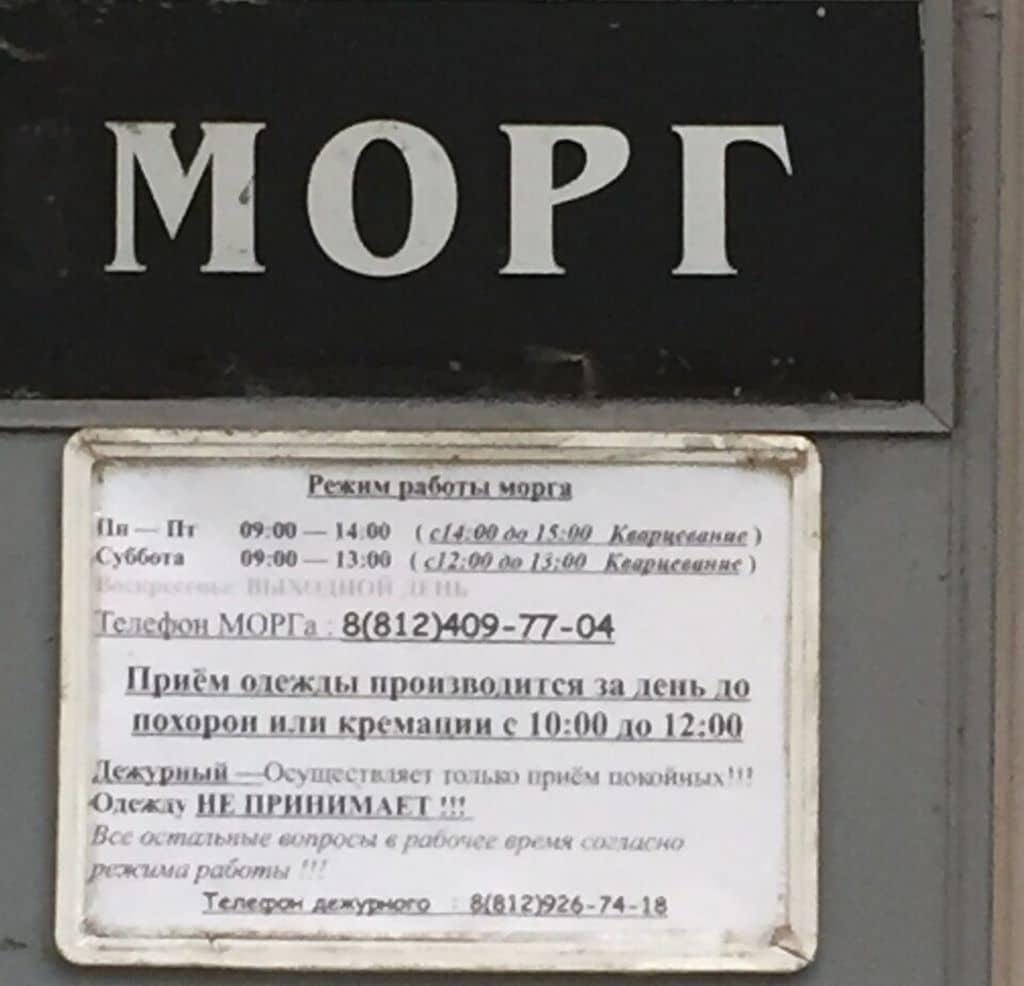 МОРГ
Режим работы морга
Пн — Пт 09:00 — 14:00 ( с14:00 до 15:00 Кварцевание )
Суббота 09:00 — 13:00 ( с12:00 до 13:00 Кварцевание )
Воскресенье ВЫХОДНОЙ ДЕНЬ
Телефон МОРГа : 8(812)409-77-04
Приём одежды производится за день до
похорон или кремации с 10:00 до 12:00
Дежурный —Осуществляет только приём покойных!!!
Одежду НЕ ПРИНИМАЕТ !!!
Все остальные вопросы в рабочее время согласно
режима работы !!!
Телефон дежурного : 8(812)926-74-18